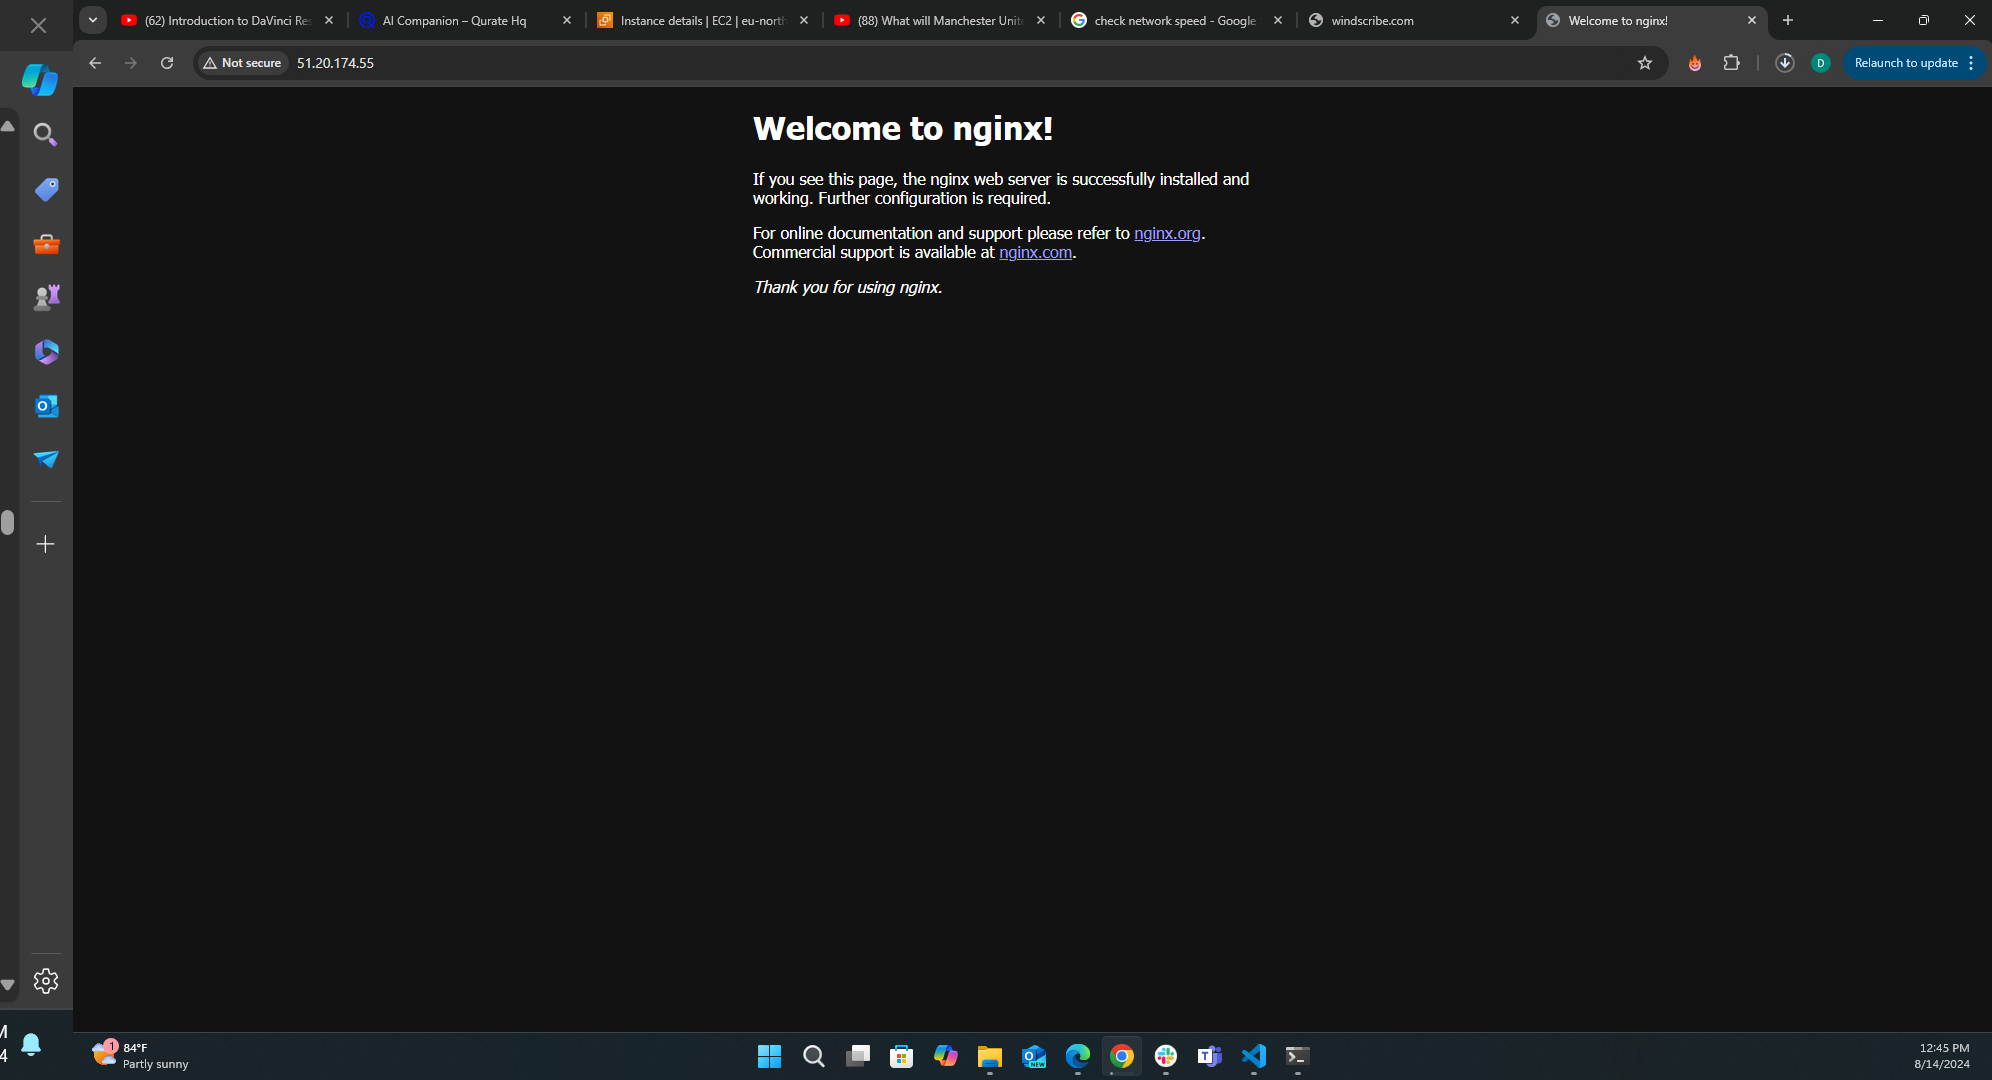 (62) Introduction to DaVinci Res
AI Companion – Qurate Hq
Instance details | EC2 | eu-north
(88) What will Manchester Unite
check network speed - Google
windscribe.com
Welcome to nginx!
Not secure
51.20.174.55
D
Relaunch to update
Welcome to nginx!
If you see this page, the nginx web server is successfully installed and
working. Further configuration is required.
For online documentation and support please refer to nginx.org.
Commercial support is available at nginx.com.
Thank you for using nginx.
M
4
1
84°F
Partly sunny
NEW
12:45 PM
8/14/2024